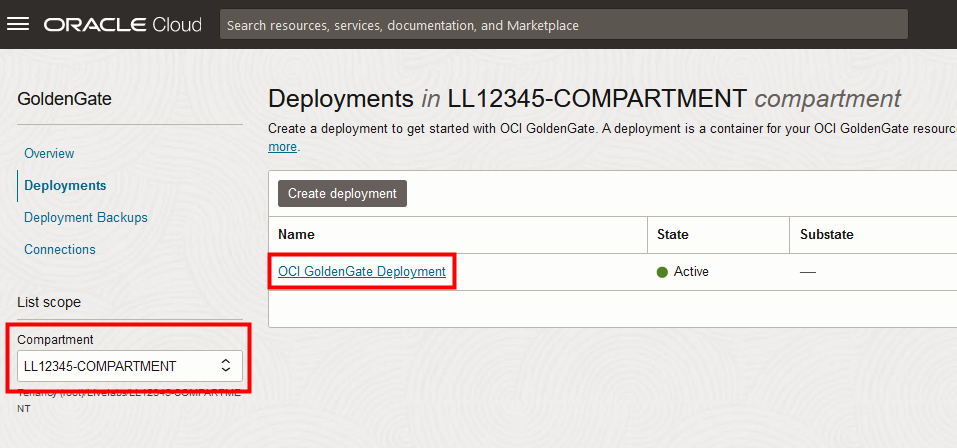 ORACLE Cloud
Search resources, services, documentation, and Marketplace
GoldenGate
Overview
Deployments
Deployment Backups
Connections
List scope
Compartment
LL12345-COMPARTMENT
Tenancy (root)/Livelabs/LL12345-COMPARTME
NT
Deployments in LL12345-COMPARTMENT compartment
Create a deployment to get started with OCI GoldenGate. A deployment is a container for your OCI GoldenGate resourc
more.
Create deployment
Name State Substate
OCI GoldenGate Deployment Active —